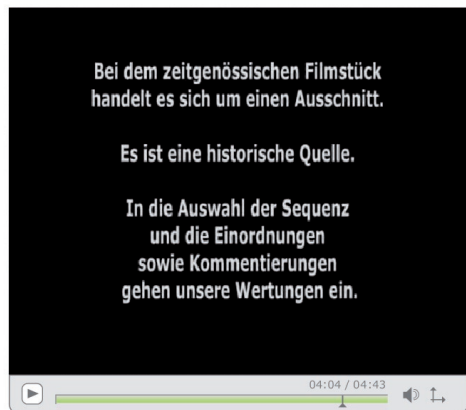 Bei dem zeitgenössischen Filmstück
handelt es sich um einen Ausschnitt.
Es ist eine historische Quelle.
In die Auswahl der Sequenz
und die Einordnungen
sowie Kommentierungen
gehen unsere Wertungen ein.
04:04 / 04:43